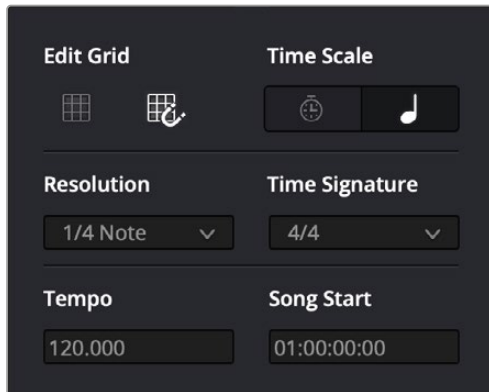 Edit Grid
Time Scale
Resolution
Time Signature
1/4 Note
4/4
Tempo
Song Start
120.000
01:00:00:00